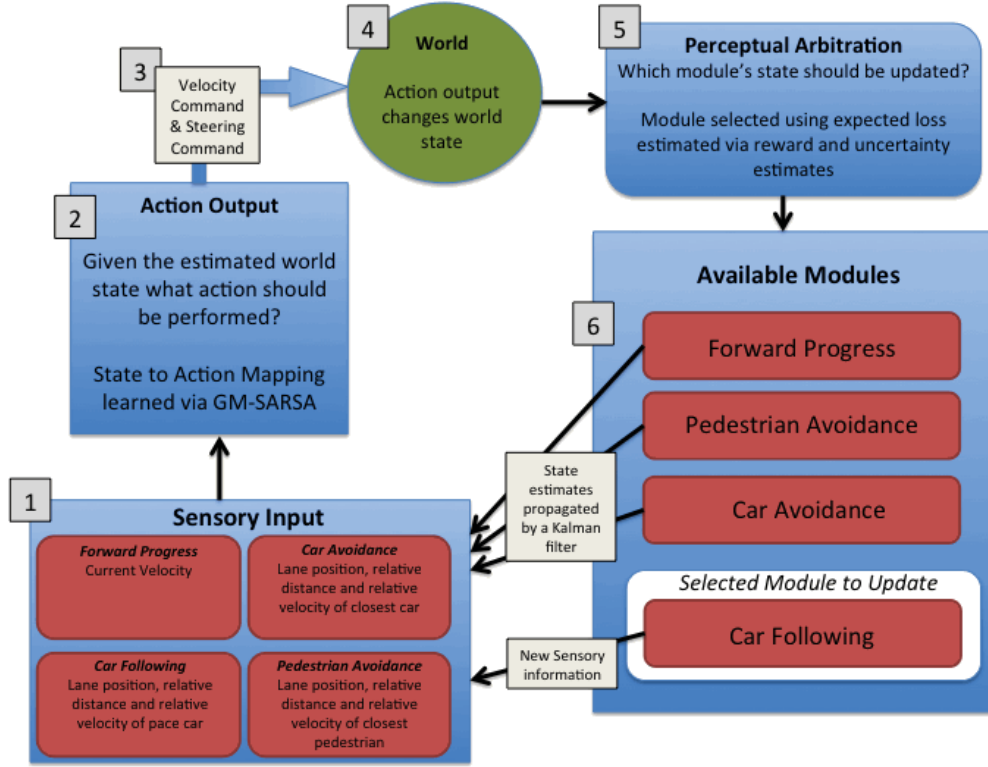 1
Sensory Input
Forward Progress
Current Velocity
Car Avoidance
Lane position, relative
distance and relative
velocity of closest car
Car Following
Lane position, relative
distance and relative
velocity of pace car
Pedestrian Avoidance
Lane position, relative
distance and relative
velocity of closest
pedestrian
2
Action Output
Given the estimated world
state what action should
be performed?
State to Action Mapping
learned via GM-SARSA
3
Velocity
Command
& Steering
Command
4
World
Action output
changes world
state
5
Perceptual Arbitration
Which module's state should be updated?
Module selected using expected loss
estimated via reward and uncertainty
estimates
6
Available Modules
Forward Progress
Pedestrian Avoidance
Car Avoidance
Selected Module to Update
Car Following
State
estimates
propagated
by a Kalman
filter
New Sensory
information